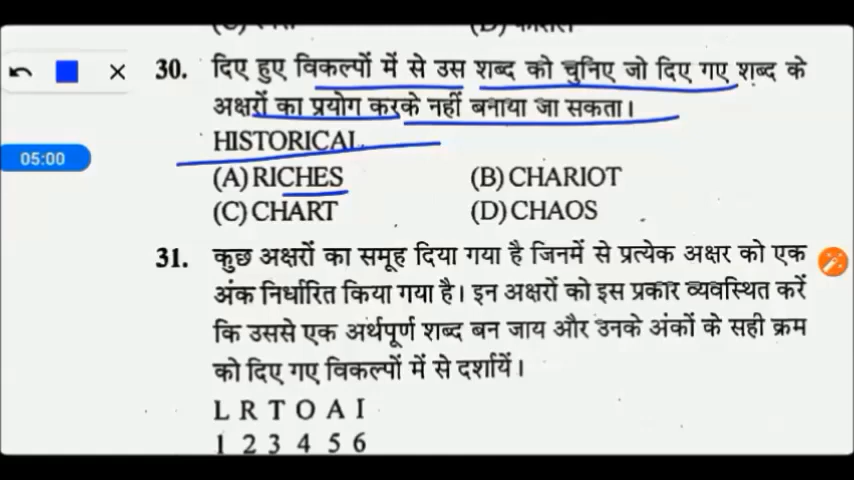 30. दिए हुए विकल्पों में से उस शब्द को चुनिए जो दिए गए शब्द के
अक्षरों का प्रयोग करके नहीं बनाया जा सकता।
HISTORICAL
05:00
(A) RICHES (B) CHARIOT
(C) CHART (D) CHAOS
31. कुछ अक्षरों का समूह दिया गया है जिनमें से प्रत्येक अक्षर को एक
अंक निर्धारित किया गया है। इन अक्षरों को इस प्रकार व्यवस्थित करें
कि उससे एक अर्थपूर्ण शब्द बन जाय और उनके अंकों के सही क्रम
को दिए गए विकल्पों में से दर्शायें।
L R T O A I
1 2 3 4 5 6